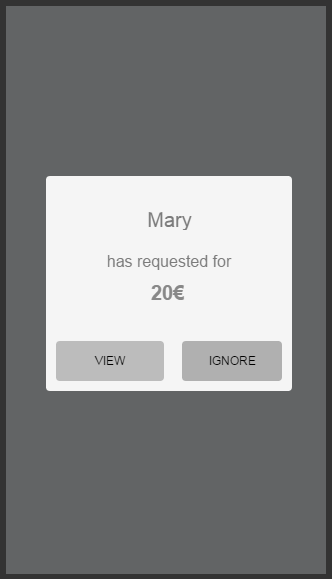 Mary
has requested for
20€
VIEW
IGNORE